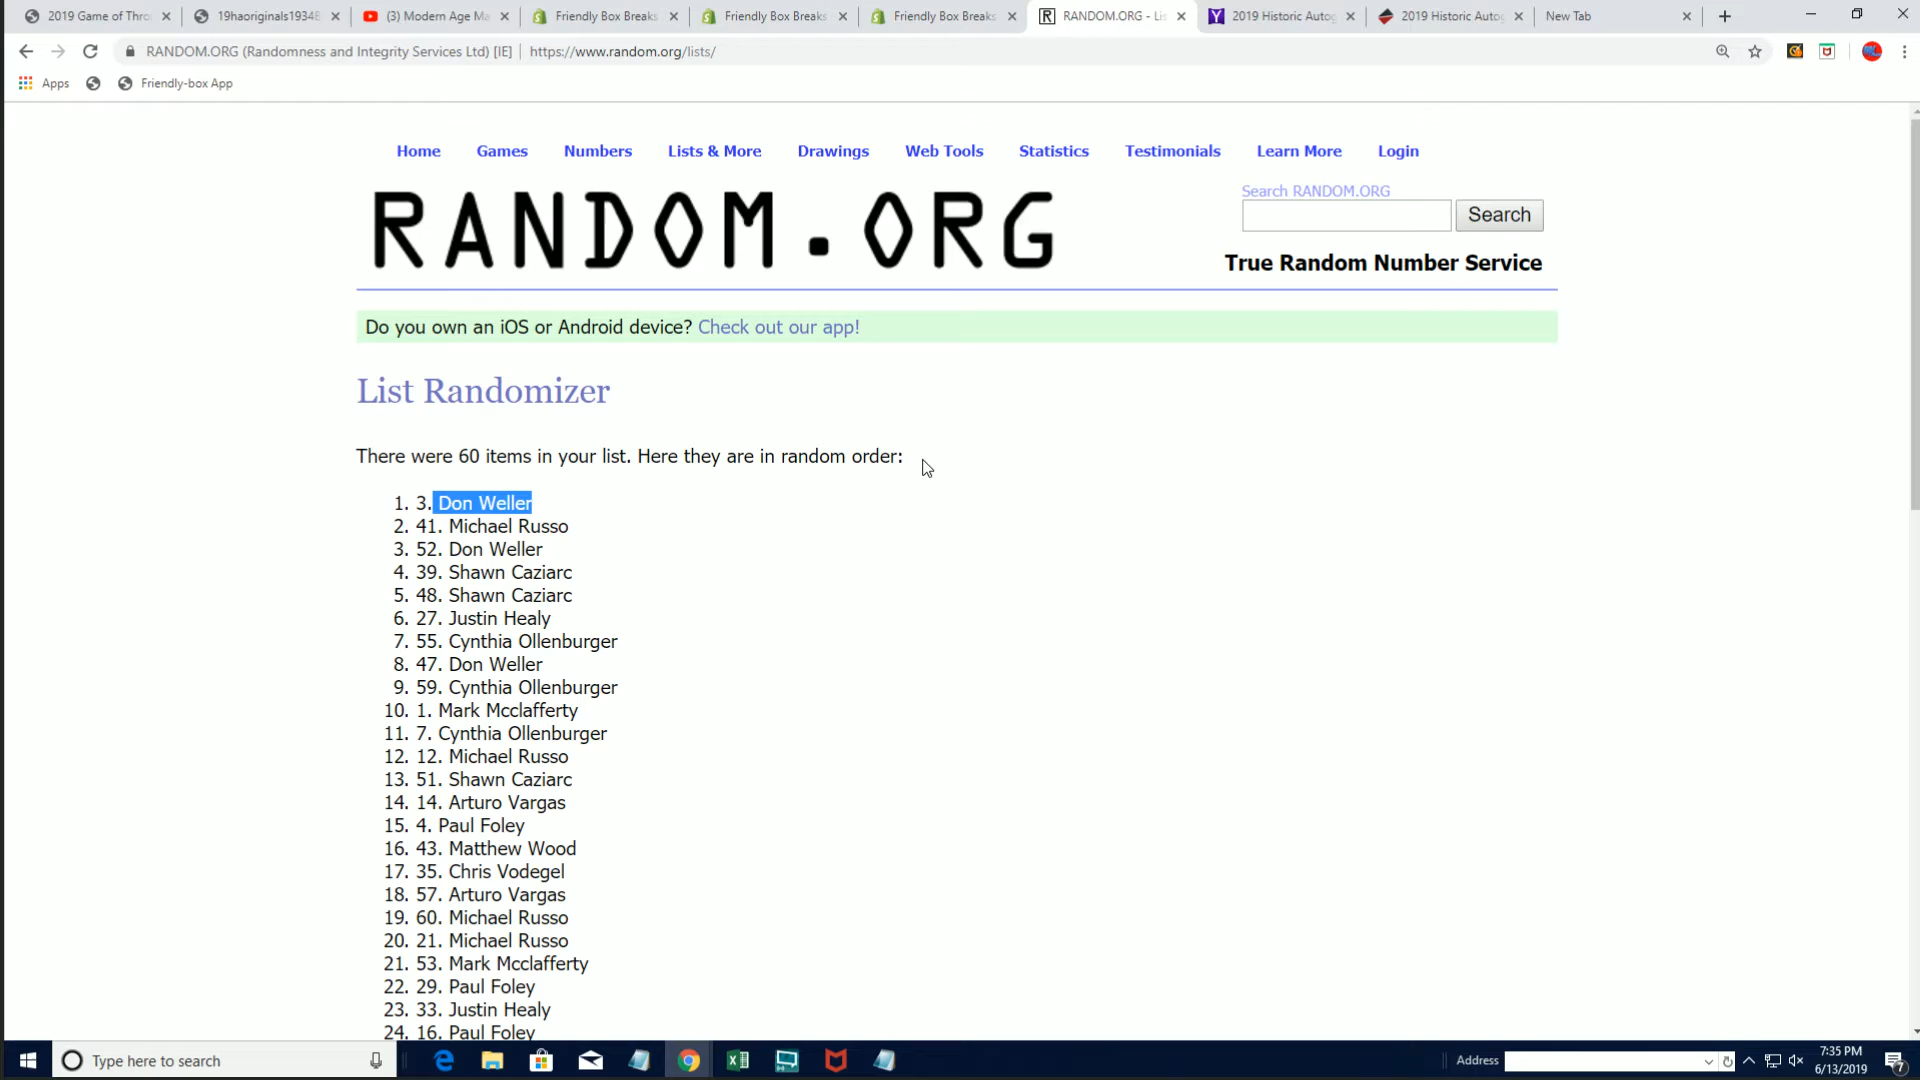 2019 Game of Thro
19haoriginals19348
(3) Modern Age Ma
Friendly Box Breaks
Friendly Box Breaks
Friendly Box Breaks
RANDOM.ORG - Lis
2019 Historic Autog
2019 Historic Autog
New Tab
RANDOM.ORG (Randomness and Integrity Services Ltd) [IE] | https://www.random.org/lists/
Apps
Friendly-box App
Home Games Numbers Lists & More Drawings Web Tools Statistics Testimonials Learn More Login
RANDOM.ORG
Search RANDOM.ORG
Search
True Random Number Service
Do you own an iOS or Android device? Check out our app!
List Randomizer
There were 60 items in your list. Here they are in random order:
1. 3. Don Weller
2. 41. Michael Russo
3. 52. Don Weller
4. 39. Shawn Caziarc
5. 48. Shawn Caziarc
6. 27. Justin Healy
7. 55. Cynthia Ollenburger
8. 47. Don Weller
9. 59. Cynthia Ollenburger
10. 1. Mark Mcclafferty
11. 7. Cynthia Ollenburger
12. 12. Michael Russo
13. 51. Shawn Caziarc
14. 14. Arturo Vargas
15. 4. Paul Foley
16. 43. Matthew Wood
17. 35. Chris Vodegel
18. 57. Arturo Vargas
19. 60. Michael Russo
20. 21. Michael Russo
21. 53. Mark Mcclafferty
22. 29. Paul Foley
23. 33. Justin Healy
24. 16. Paul Foley
Type here to search
Address
7:35 PM
6/13/2019
7